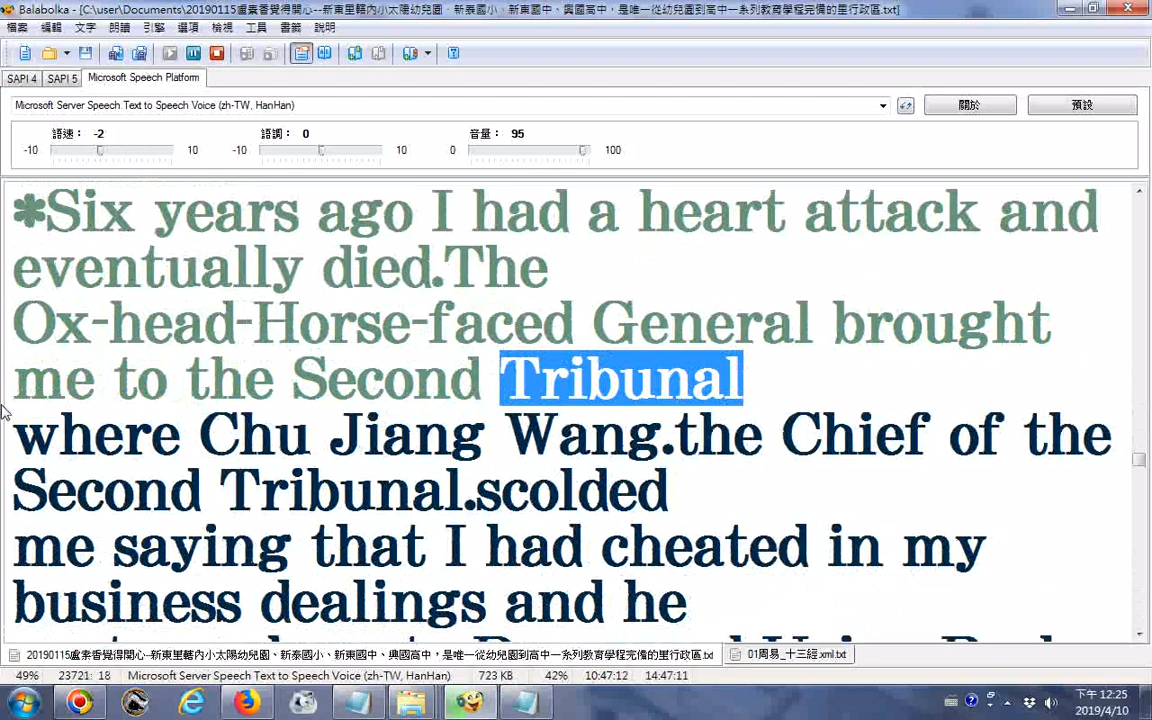 Balabolka - [C:\user\Documents\20190115盧素香覺得開心--新東里轄內小太陽幼兒園、新泰國小、新東國中、興國高中，是唯一從幼兒園到高中一系列教育學程完備的里行政區.txt]
檔案 編輯 文字 朗讀 引擎 選項 檢視 工具 書籤 說明
SAPI 4 SAPI 5 Microsoft Speech Platform
Microsoft Server Speech Text to Speech Voice (zh-TW, HanHan) 關於 預設
語速： -2 語調： 0 音量： 95
-10 10 -10 10 0 100
*Six years ago I had a heart attack and
eventually died.The
Ox-head-Horse-faced General brought
me to the Second Tribunal
where Chu Jiang Wang.the Chief of the
Second Tribunal.scolded
me saying that I had cheated in my
business dealings and he
20190115盧素香覺得開心--新東里轄內小太陽幼兒園、新泰國小、新東國中、興國高中，是唯一從幼兒園到高中一系列教育學程完備的里行政區.txt 01周易_十三經.xml.txt
49% 23721: 18 Microsoft Server Speech Text to Speech Voice (zh-TW, HanHan) 723 KB 42% 10:47:12 14:47:11
下午 12:25
2019/4/10